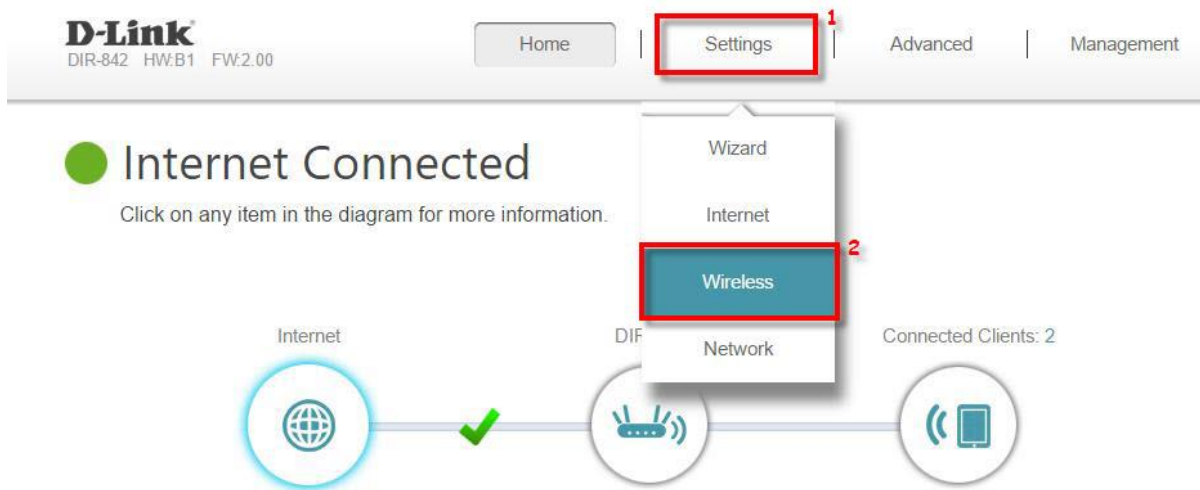 D-Link
DIR-842 HW:B1 FW:2.00
Home
Settings
1
Advanced
Management
Internet Connected
Click on any item in the diagram for more information.
Wizard
Internet
Wireless
2
Network
Internet
Connected Clients: 2